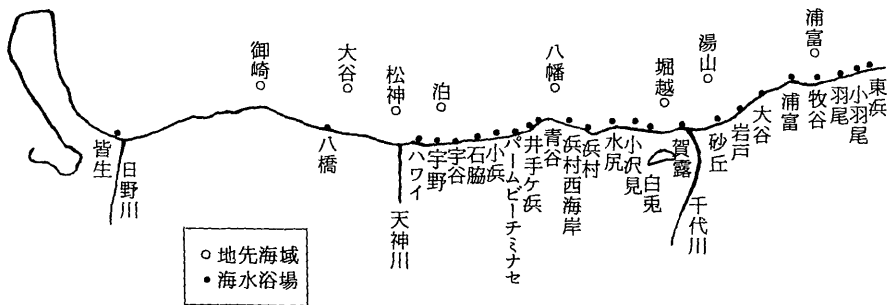 御崎
大谷
松神
泊
八幡
堀越
湯山
浦富
皆生
日野川
八橋
天神川
ハワイ
宇野
宇谷
石脇
小浜
パームビーチミナセ
井手ケ浜
青谷
浜村西海岸
浜村
水尻
小沢見
白兎
賀露
千代川
砂丘
岩戸
大谷
浦富
牧谷
羽尾
小羽尾
東浜
○ 地先海域
● 海水浴場